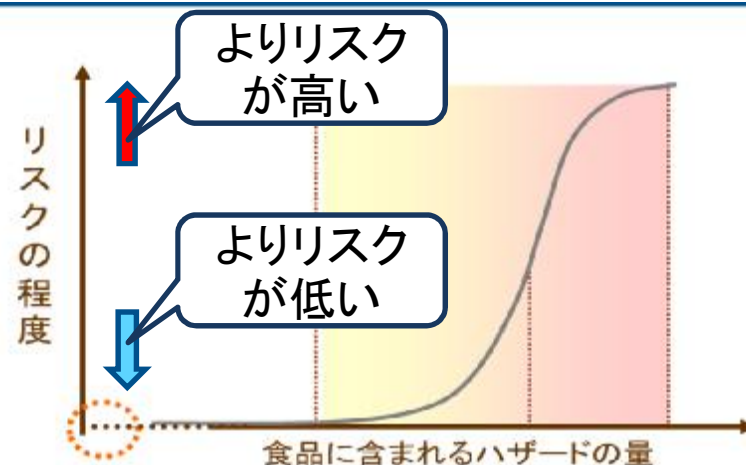 よりリスク
が高い
リスクの程度
よりリスク
が低い
食品に含まれるハザードの量